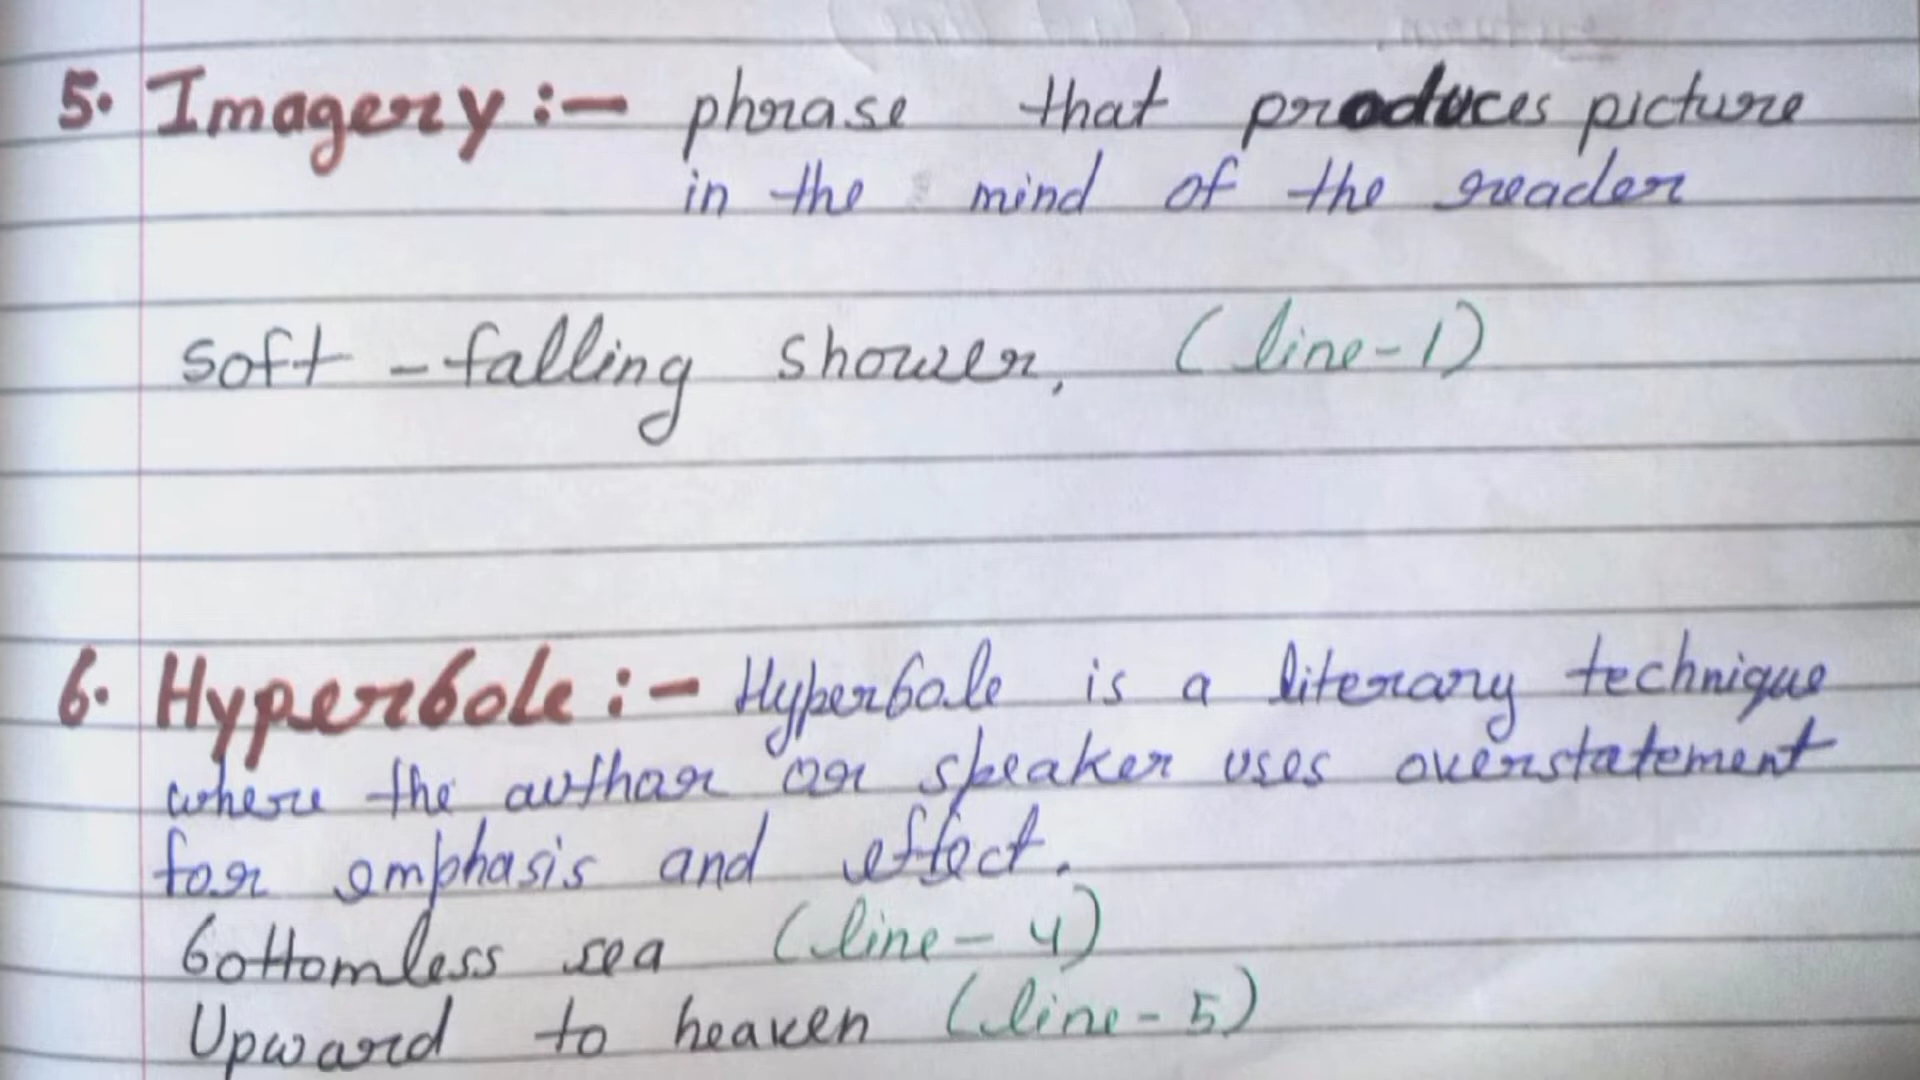 5. Imagery :- phrase that produces picture
in the mind of the reader
soft - falling shower, (line-1)
6. Hyperbole :- Hyperbole is a literary technique
where the author or speaker uses overstatement
for emphasis and effect.
bottomless sea (line-4)
Upward to heaven (line-5)